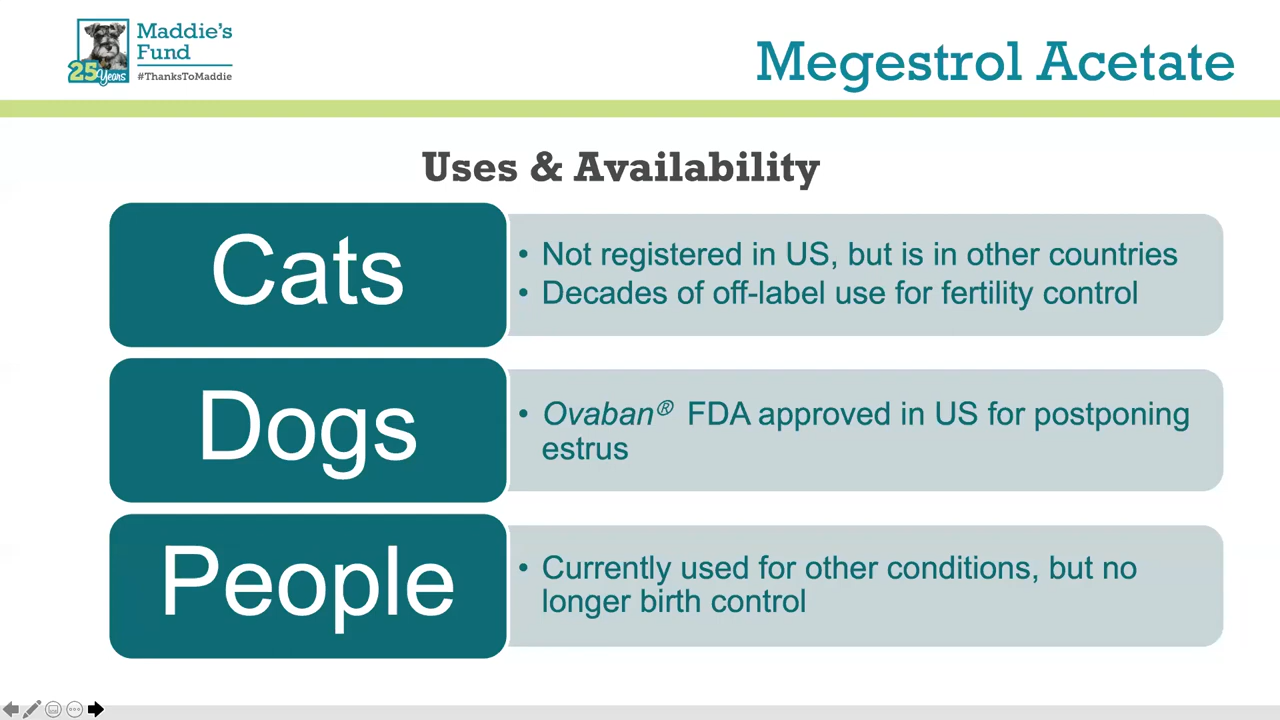 Maddie's
Fund
25 Years
#ThanksToMaddie
Megestrol Acetate
Uses & Availability
Cats
• Not registered in US, but is in other countries
• Decades of off-label use for fertility control
Dogs
• Ovaban® FDA approved in US for postponing
estrus
People
• Currently used for other conditions, but no
longer birth control